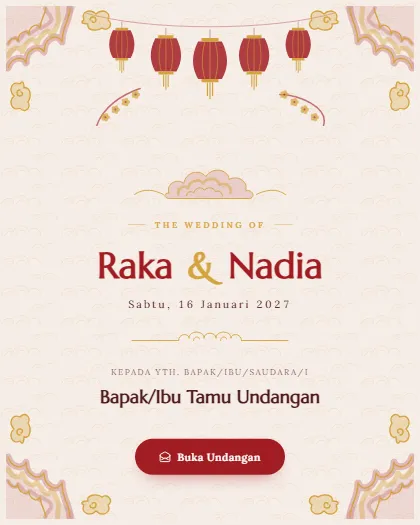 THE WEDDING OF
Raka & Nadia
Sabtu, 16 Januari 2027
KEPADA YTH. BAPAK/IBU/SAUDARA/I
Bapak/Ibu Tamu Undangan
Buka Undangan